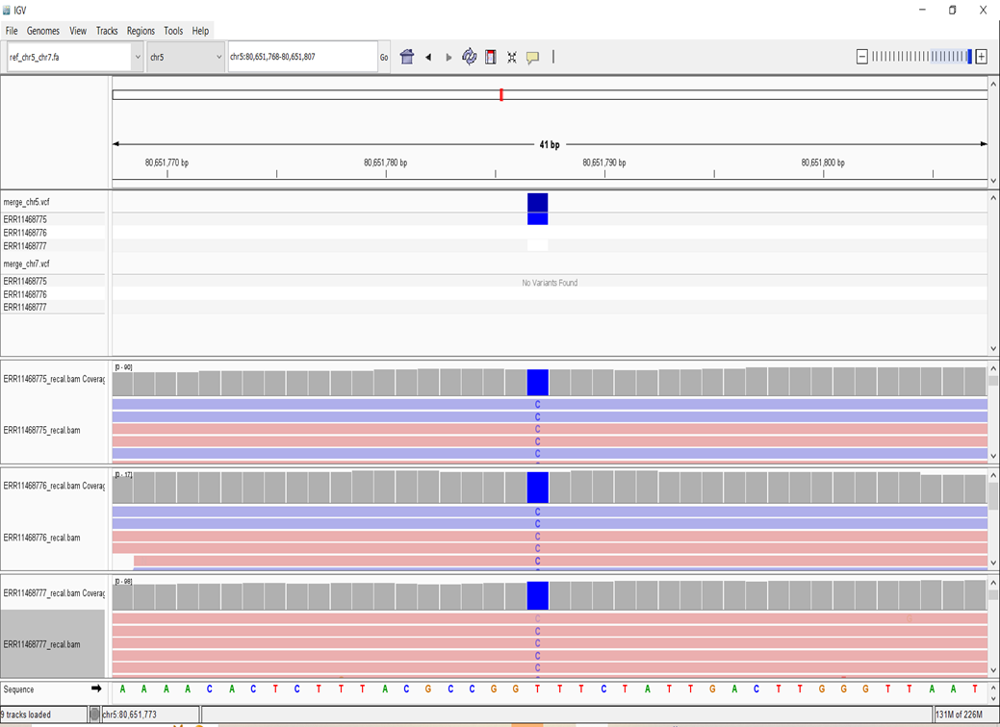 IGV
File Genomes View Tracks Regions Tools Help
ref_chr5_chr7.fa chr5 chr5:80,651,768-80,651,807 Go
41 bp
80,651,770 bp 80,651,780 bp 80,651,790 bp 80,651,800 bp
merge_chr5.vcf
ERR11468775
ERR11468776
ERR11468777
merge_chr7.vcf
ERR11468775
No Variants Found
ERR11468776
ERR11468777
[0 - 90]
ERR11468775_recal.bam Coverag
C
C
C
ERR11468775_recal.bam
C
C
[0 - 17]
ERR11468776_recal.bam Coverag
C
C
C
ERR11468776_recal.bam
C
C
[0 - 98]
ERR11468777_recal.bam Coverag
C
C
ERR11468777_recal.bam
C
C
C
Sequence A A A A C A C T C T T T A C G C C G G T T T C T A T T G A C T T G G G T T A A T
9 tracks loaded chr5:80,651,773 131M of 226M